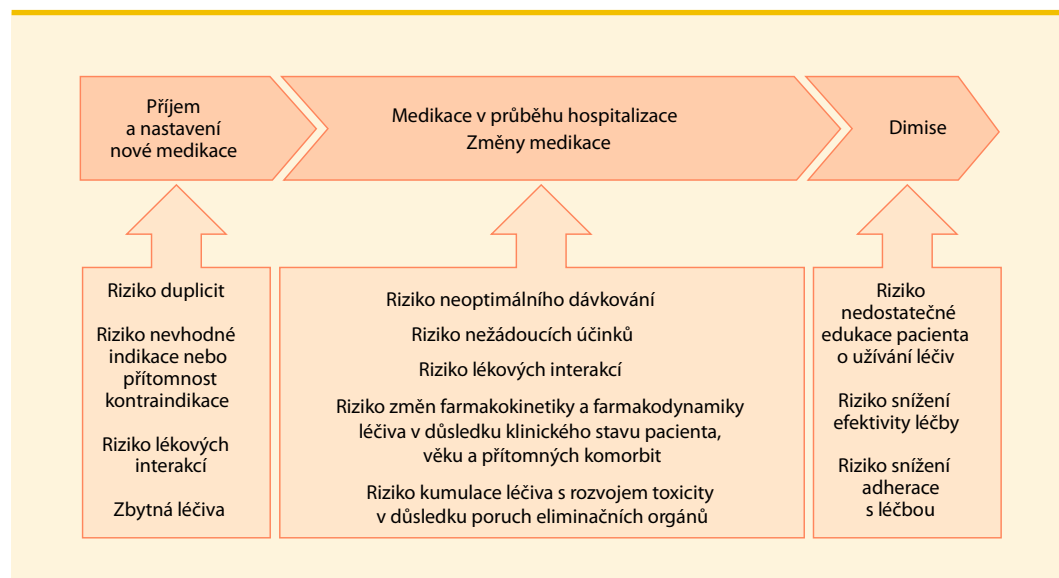 Příjem
a nastavení
nové medikace
Medikace v průběhu hospitalizace
Změny medikace
Dimise
Riziko duplicit
Riziko nevhodné
indikace nebo
přítomnost
kontraindikace
Riziko lékových
interakcí
Zbytná léčiva
Riziko neoptimálního dávkování
Riziko nežádoucích účinků
Riziko lékových interakcí
Riziko změn farmakokinetiky a farmakodynamiky
léčiva v důsledku klinického stavu pacienta,
věku a přítomných komorbit
Riziko kumulace léčiva s rozvojem toxicity
v důsledku poruch eliminačních orgánů
Riziko
nedostatečné
edukace pacienta
o užívání léčiv
Riziko snížení
efektivity léčby
Riziko snížení
adherace
s léčbou